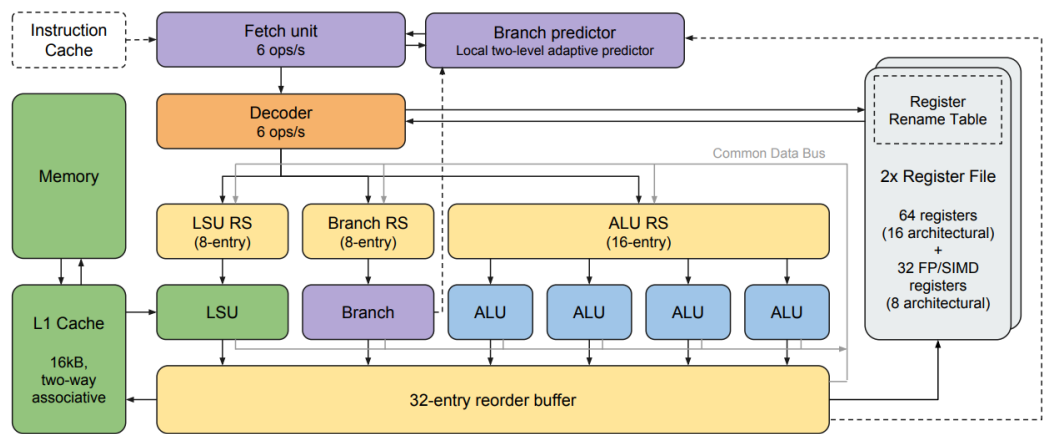 Instruction
Cache
Fetch unit
6 ops/s
Branch predictor
Local two-level adaptive predictor
Register
Rename Table
Decoder
6 ops/s
Memory
Common Data Bus
2x Register File
64 registers
(16 architectural)
+
32 FP/SIMD
registers
(8 architectural)
LSU RS
(8-entry)
Branch RS
(8-entry)
ALU RS
(16-entry)
L1 Cache
16kB,
two-way
associative
LSU
Branch
ALU
ALU
ALU
ALU
32-entry reorder buffer